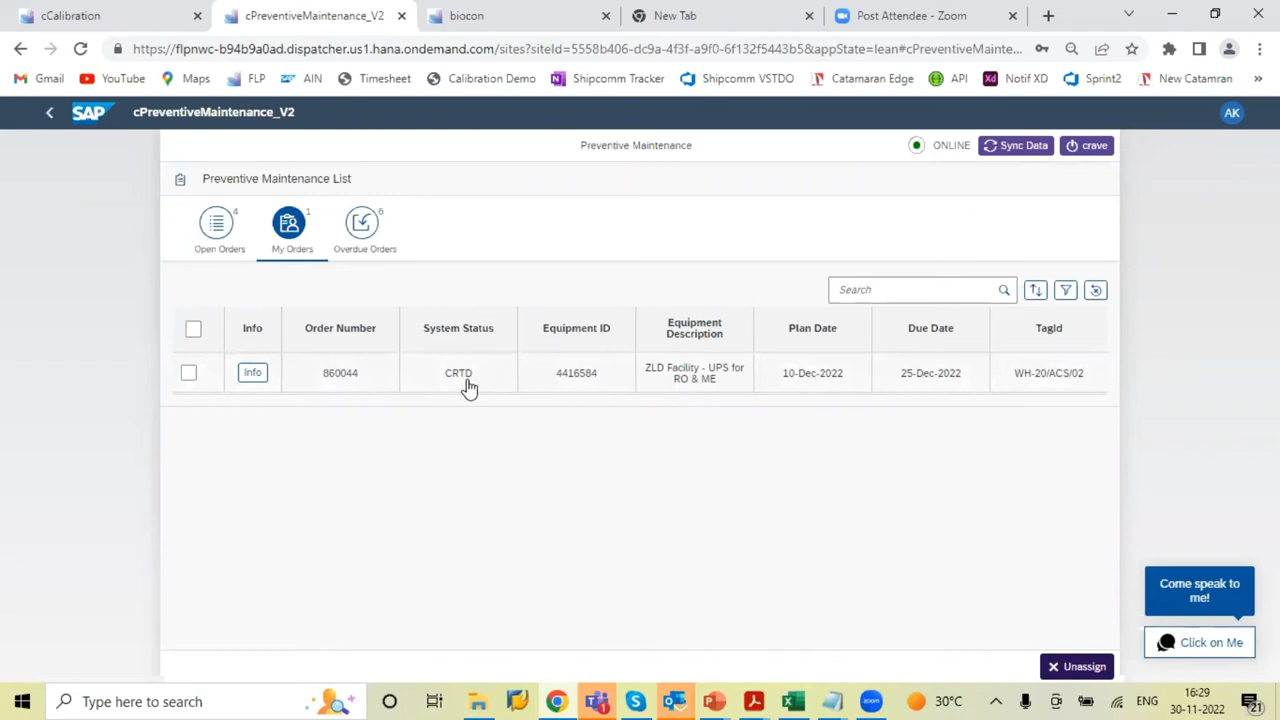 cCalibration
cPreventiveMaintenance_V2
biocon
New Tab
Post Attendee - Zoom
https://flpnwc-b94b9a0ad.dispatcher.us1.hana.ondemand.com/sites?siteId=5558b406-dc9a-4f3f-a9f0-6f132f5443b5&appState=lean#cPreventiveMainte...
Gmail YouTube Maps FLP AIN Timesheet Calibration Demo Shipcomm Tracker Shipcomm VSTDO Catamaran Edge API Notif XD Sprint2 New Catamran »
SAP cPreventiveMaintenance_V2 AK
Preventive Maintenance ONLINE Sync Data crave
Preventive Maintenance List
4 1 6
Open Orders My Orders Overdue Orders
Search
Info Order Number System Status Equipment ID Equipment Description Plan Date Due Date TagId
Info 860044 CRTD 4416584 ZLD Facility - UPS for RO & ME 10-Dec-2022 25-Dec-2022 WH-20/ACS/02
Come speak to
me!
Click on Me
Unassign
Type here to search
30°C
ENG
16:29
30-11-2022
21